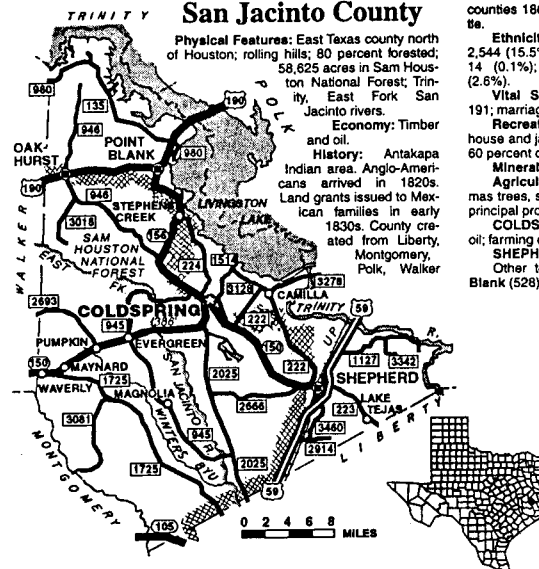 San Jacinto County
Physical Features: East Texas county north
of Houston; rolling hills; 80 percent forested;
58,625 acres in Sam Hous-
ton National Forest; Trin-
ity, East Fork San
Jacinto rivers.
Economy: Timber
and oil.
History: Antakapa
Indian area. Anglo-Ameri-
cans arrived in 1820s.
Land grants issued to Mex-
ican families in early
1830s. County cre-
ated from Liberty,
Montgomery,
Polk, Walker
counties 186
tle.
Ethnicit
2,544 (15.5%
14 (0.1%);
(2.6%).
Vital S
191; marriag
Recreat
house and ja
60 percent o
Mineral
Agricul
mas trees, s
principal pro
COLDS
oil; farming
SHEPH
Other t
Blank (528)
TRINITY
POLK
980
135
190
946
OAK-
HURST
POINT
BLANK
980
190
946
STEPHEN
CREEK
LIVINGSTON
LAKE
3018
156
SAM
HOUSTON
NATIONAL
FOREST
WALKER
EAST
FK
224
1514
3128
3278
CAMILLA
TRINITY
R.
59
2693
COLDSPRING
945
222
150
U P
PUMPKIN
EVERGREEN
1127
3342
150
MAYNARD
WAVERLY
SAN JACINTO R.
2025
222
SHEPHERD
1725
MAGNOLIA
2666
223
LAKE
TEJAS
3081
WINTERS BYU
945
3460
2914
LIBERTY
MONTGOMERY
1725
2025
59
105
0 2 4 6 8 MILES